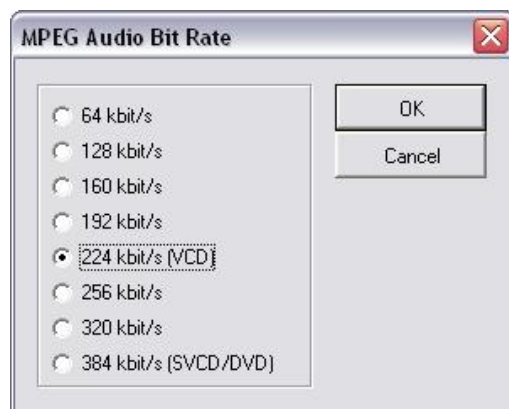 MPEG Audio Bit Rate
64 kbit/s
128 kbit/s
160 kbit/s
192 kbit/s
224 kbit/s (VCD)
256 kbit/s
320 kbit/s
384 kbit/s (SVCD/DVD)
OK
Cancel